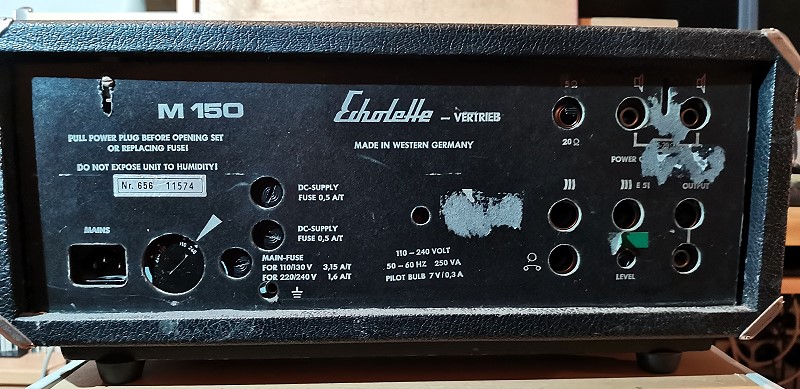 M 150
Echolette – VERTRIEB
MADE IN WESTERN GERMANY
PULL POWER PLUG BEFORE OPENING SET
OR REPLACING FUSE!
DO NOT EXPOSE UNIT TO HUMIDITY!
Nr. 656 11574
MAINS
DC-SUPPLY
FUSE 0,5 A/T
DC-SUPPLY
FUSE 0,5 A/T
MAIN-FUSE
FOR 110/130 V 3,15 A/T
FOR 220/240 V 1,6 A/T
110 – 240 VOLT
50 – 60 HZ 250 VA
PILOT BULB 7 V / 0,3 A
5 Ω
20 Ω
POWER
E 51
OUTPUT
LEVEL